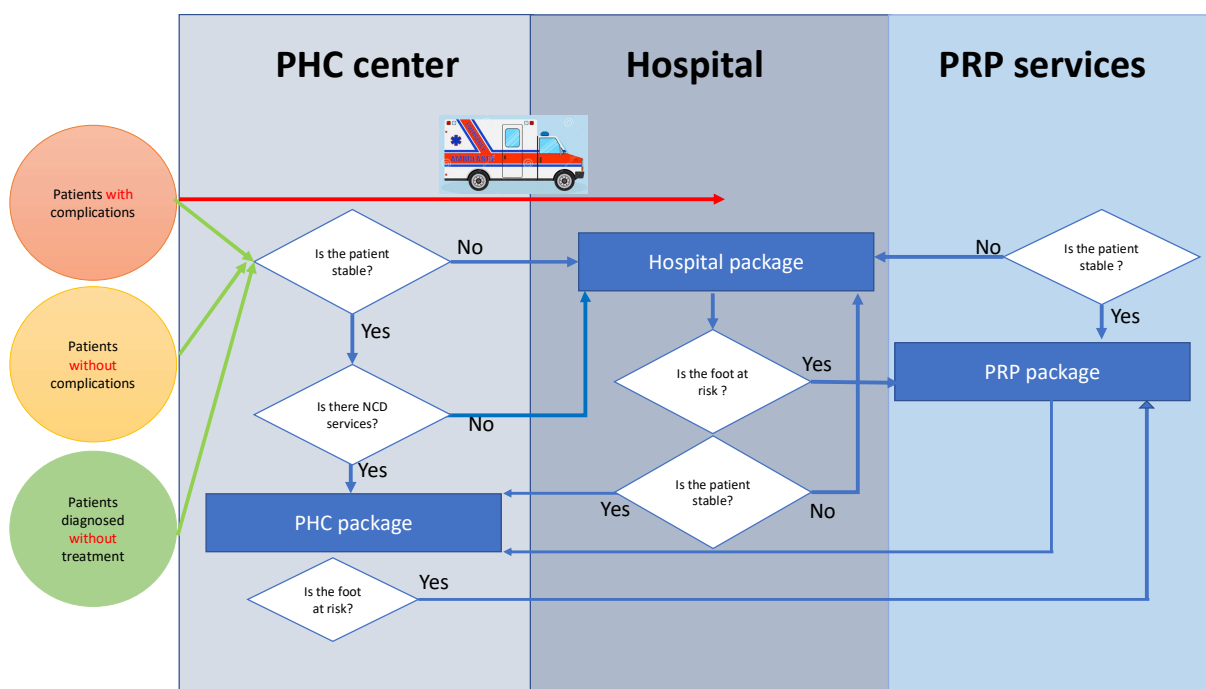 PHC center
Hospital
PRP services
AMBULANCE
Patients with
complications
Is the patient
stable?
No
Hospital package
No
Is the patient
stable ?
Yes
Yes
Patients
without
complications
Is the foot at
risk ?
Yes
PRP package
Is there NCD
services?
No
Yes
Patients
diagnosed
without
treatment
PHC package
Yes
Is the patient
stable?
No
Is the foot
at risk?
Yes